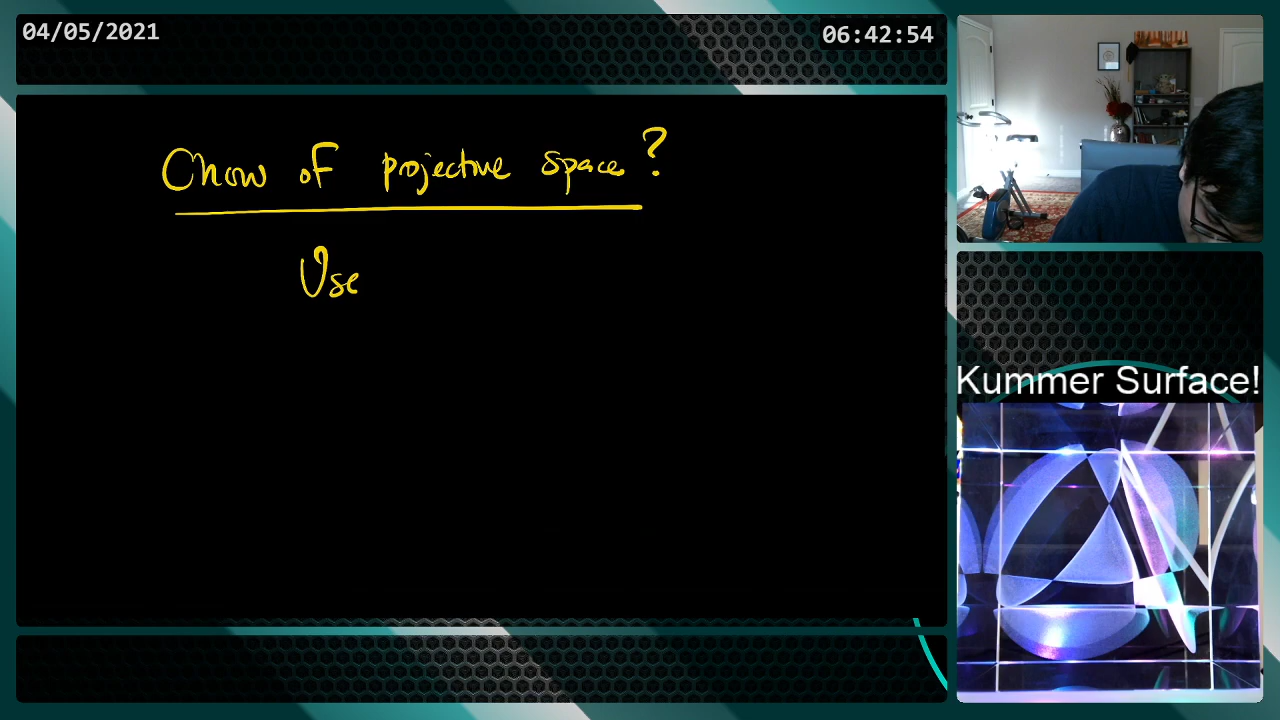 04/05/2021
06:42:54
Chow of projective space?
Use
Kummer Surface!